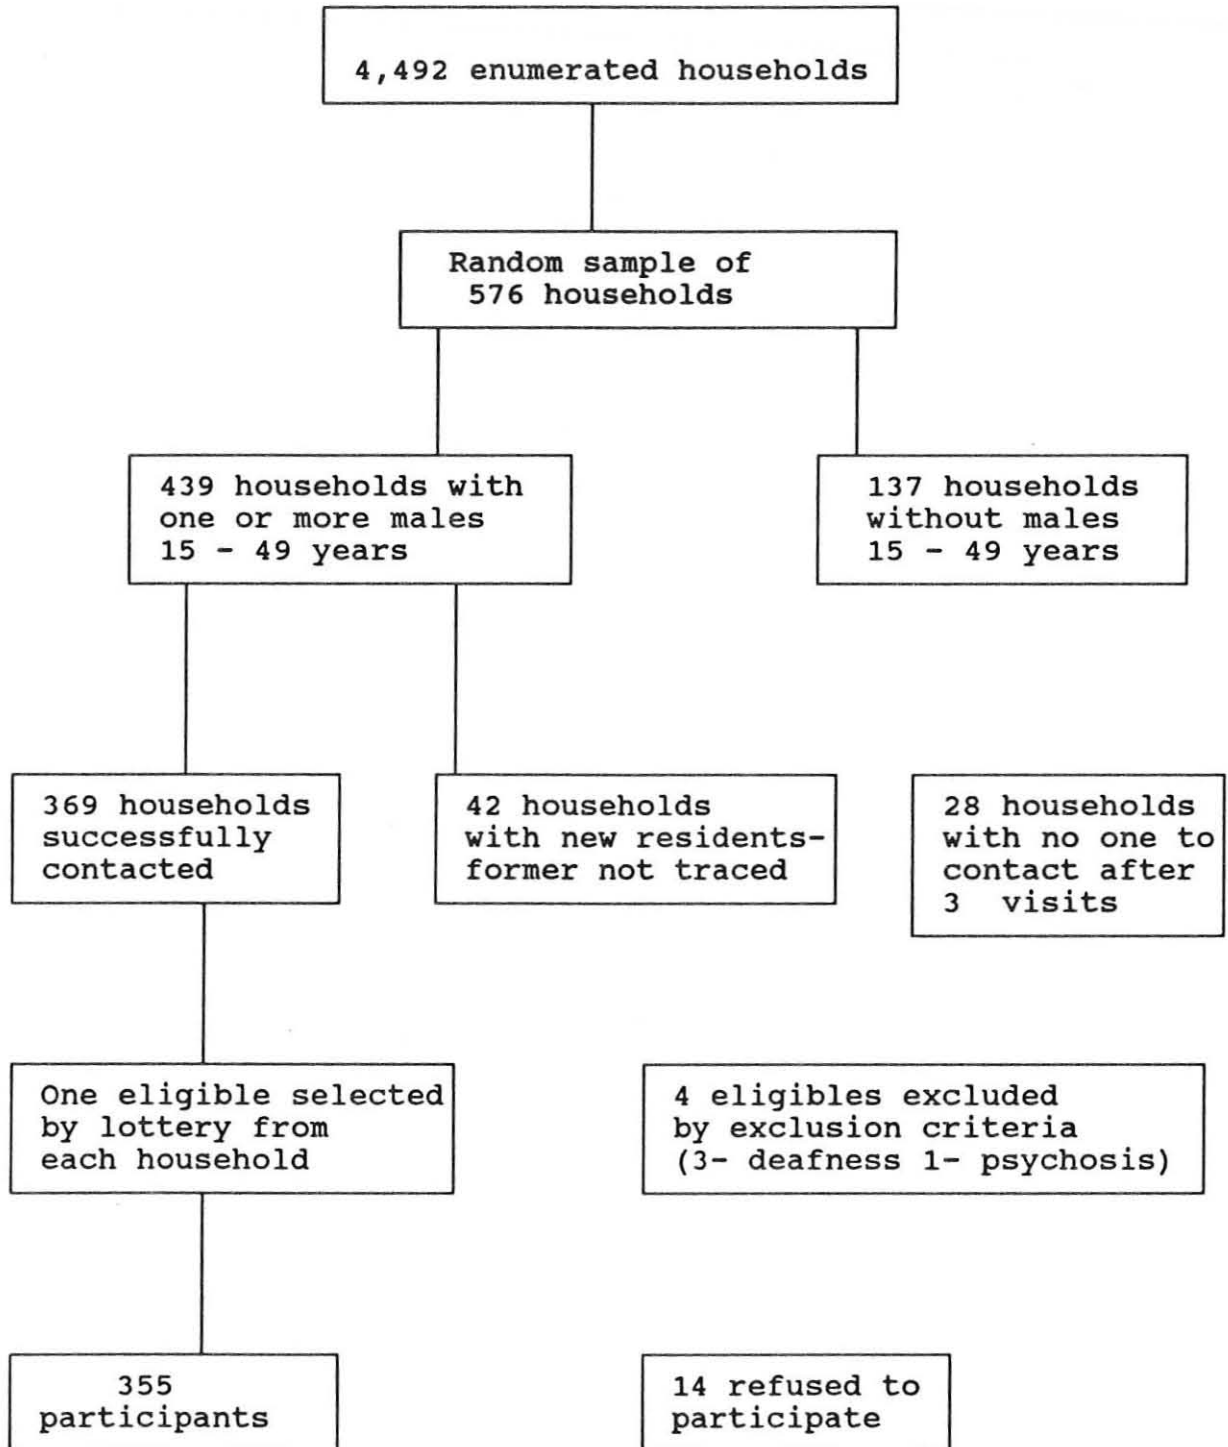 4,492 enumerated households
Random sample of
576 households
439 households with
one or more males
15 - 49 years
137 households
without males
15 - 49 years
369 households
successfully
contacted
42 households
with new residents-
former not traced
28 households
with no one to
contact after
3 visits
One eligible selected
by lottery from
each household
4 eligibles excluded
by exclusion criteria
(3- deafness 1- psychosis)
355
participants
14 refused to
participate